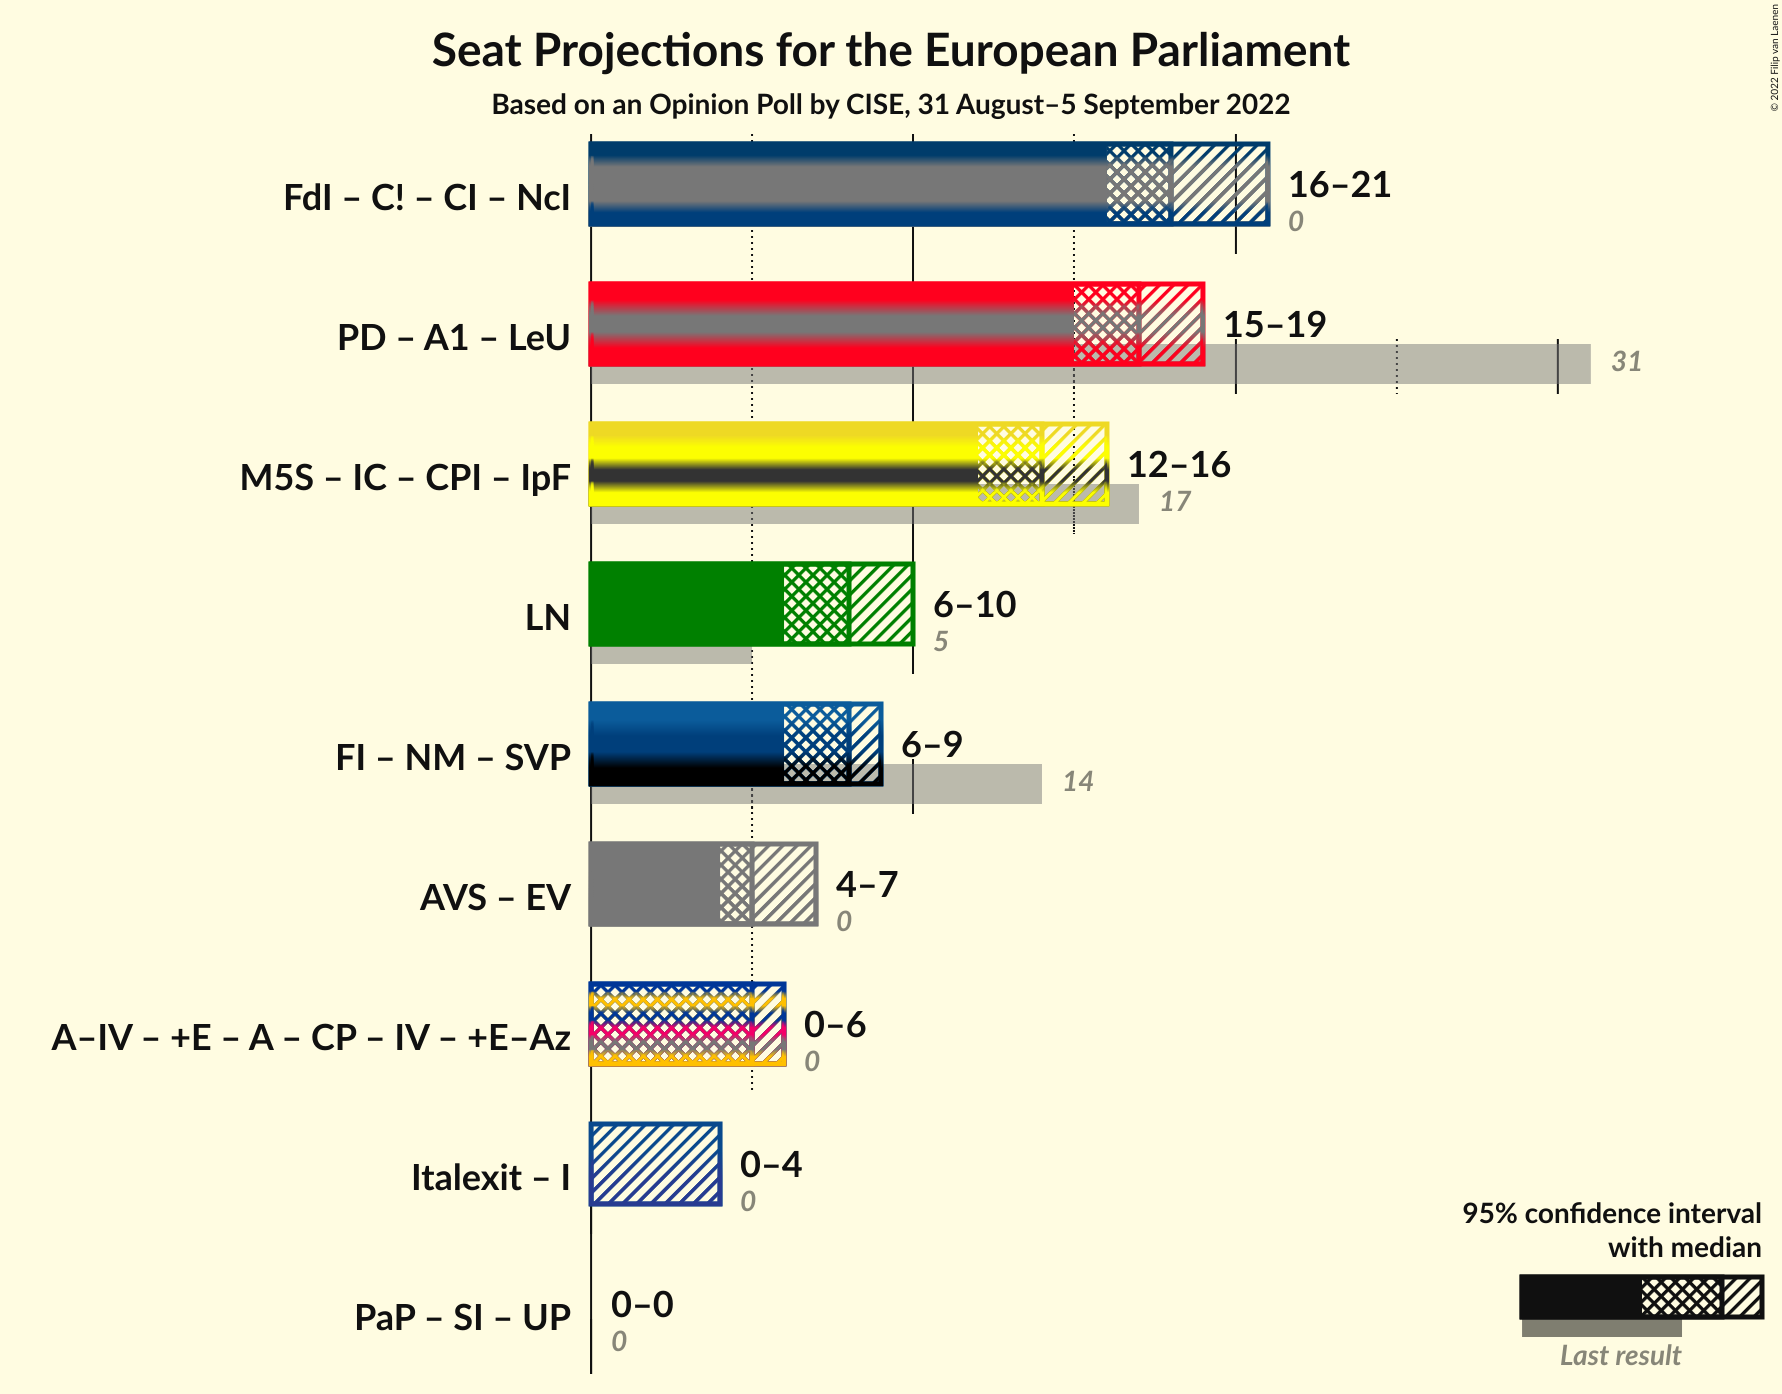 Seat Projections for the European Parliament
Based on an Opinion Poll by CISE, 31 August–5 September 2022
© 2022 Filip van Laenen
FdI – C! – CI – NcI
16–21
0
PD – A1 – LeU
15–19
31
M5S – IC – CPI – IpF
12–16
17
LN
6–10
5
FI – NM – SVP
6–9
14
AVS – EV
4–7
0
A–IV – +E – A – CP – IV – +E–Az
0–6
0
Italexit – I
0–4
0
PaP – SI – UP
0–0
0
95% confidence interval
with median
Last result